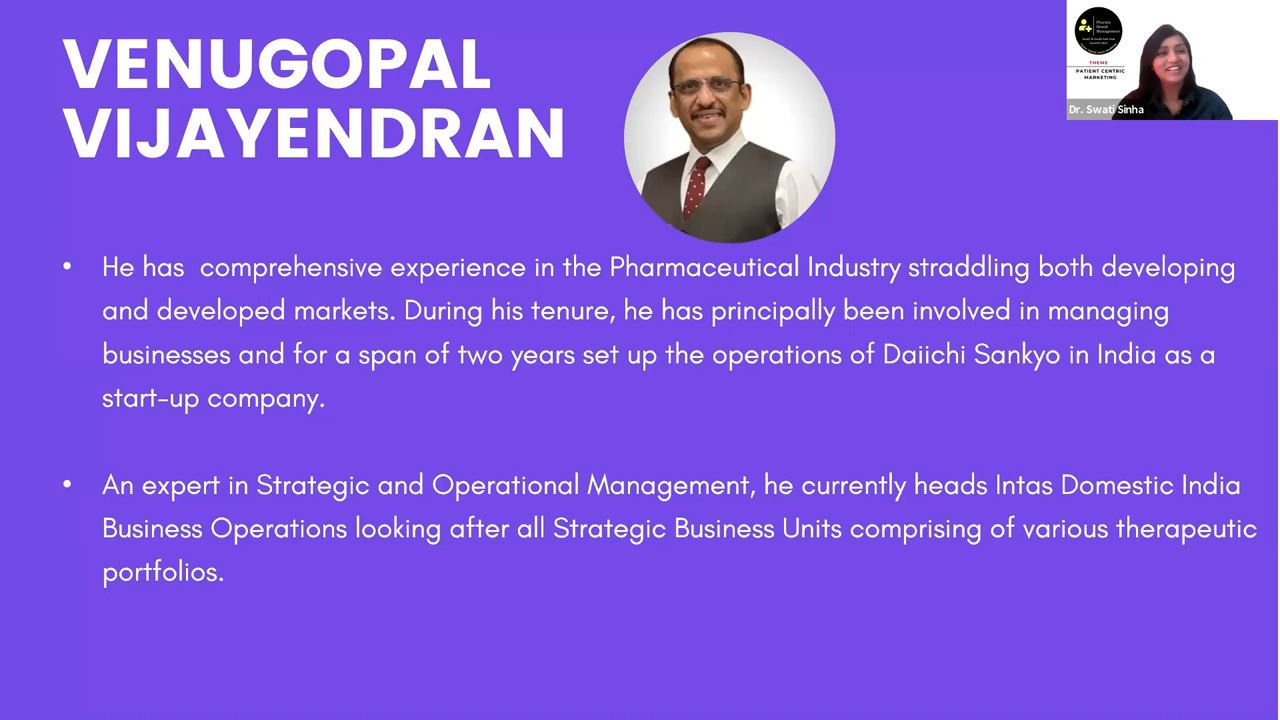 VENUGOPAL
VIJAYENDRAN
• He has  comprehensive experience in the Pharmaceutical Industry straddling both developing
and developed markets. During his tenure, he has principally been involved in managing
businesses and for a span of two years set up the operations of Daiichi Sankyo in India as a
start-up company.
• An expert in Strategic and Operational Management, he currently heads Intas Domestic India
Business Operations looking after all Strategic Business Units comprising of various therapeutic
portfolios.
Pharma
Brand
Management
THEME
PATIENT CENTRIC
MARKETING
Dr. Swati Sinha